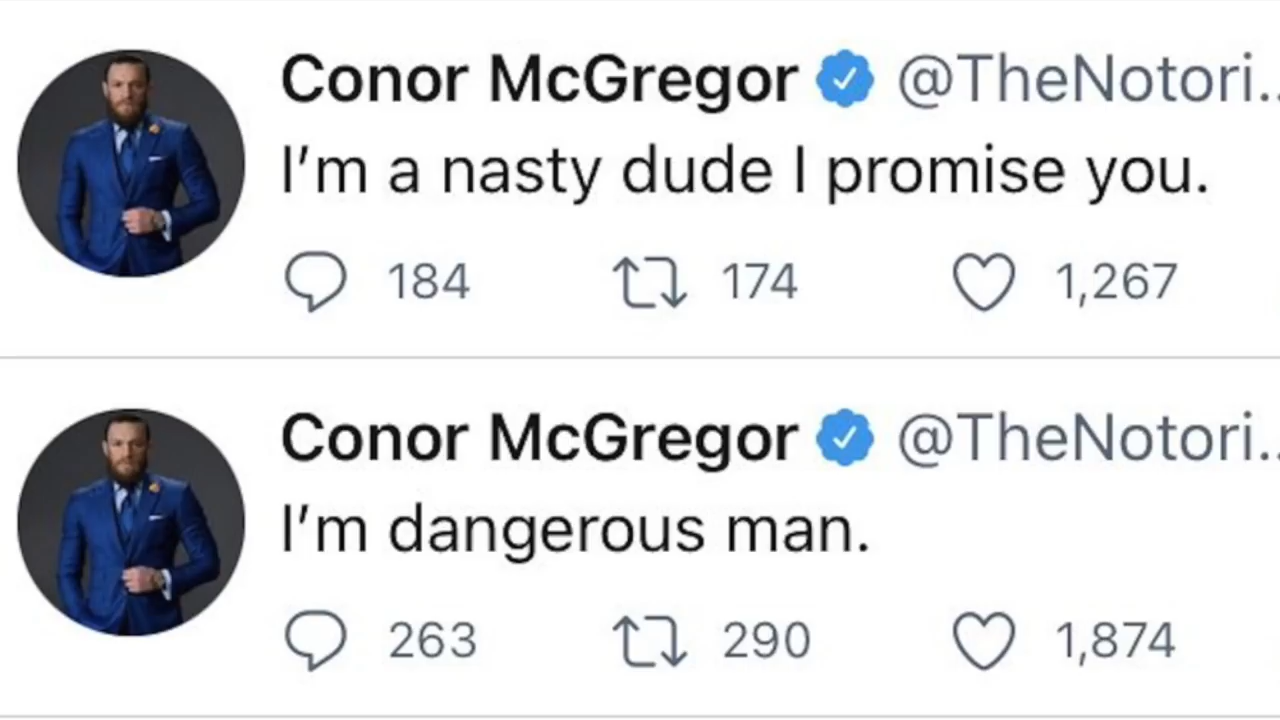 Conor McGregor @TheNotori..
I’m a nasty dude I promise you.
184 174 1,267
Conor McGregor @TheNotori..
I’m dangerous man.
263 290 1,874